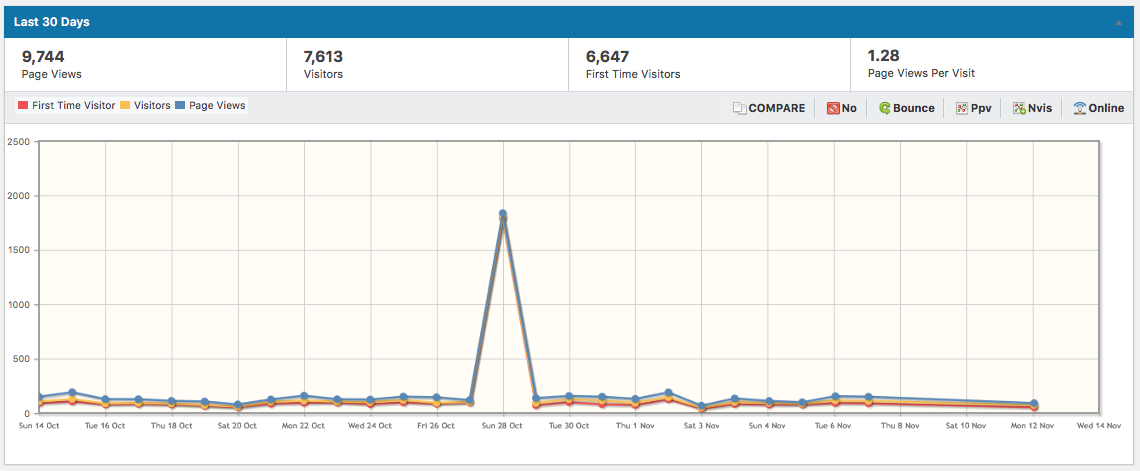 Last 30 Days
9,744 7,613 6,647 1.28
Page Views Visitors First Time Visitors Page Views Per Visit
First Time Visitor Visitors Page Views COMPARE No Bounce Ppv Nvis Online
2500
2000
1500
1000
500
0
Sun 14 Oct Tue 16 Oct Thu 18 Oct Sat 20 Oct Mon 22 Oct Wed 24 Oct Fri 26 Oct Sun 28 Oct Tue 30 Oct Thu 1 Nov Sat 3 Nov Sun 4 Nov Tue 6 Nov Thu 8 Nov Sat 10 Nov Mon 12 Nov Wed 14 Nov